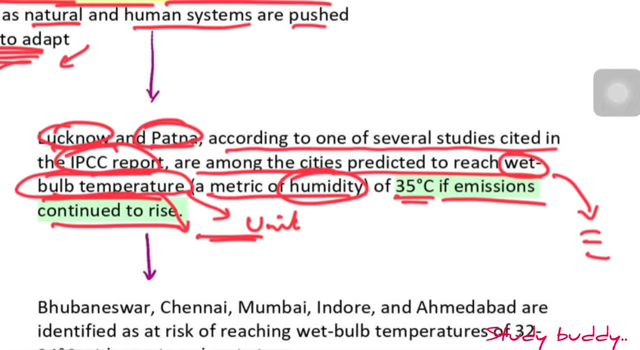 as natural and human systems are pushed
to adapt
Lucknow and Patna, according to one of several studies cited in
the IPCC report, are among the cities predicted to reach wet-
bulb temperature (a metric of humidity) of 35°C if emissions
continued to rise.
Unit
Bhubaneswar, Chennai, Mumbai, Indore, and Ahmedabad are
identified as at risk of reaching wet-bulb temperatures of 32-
Study buddy..